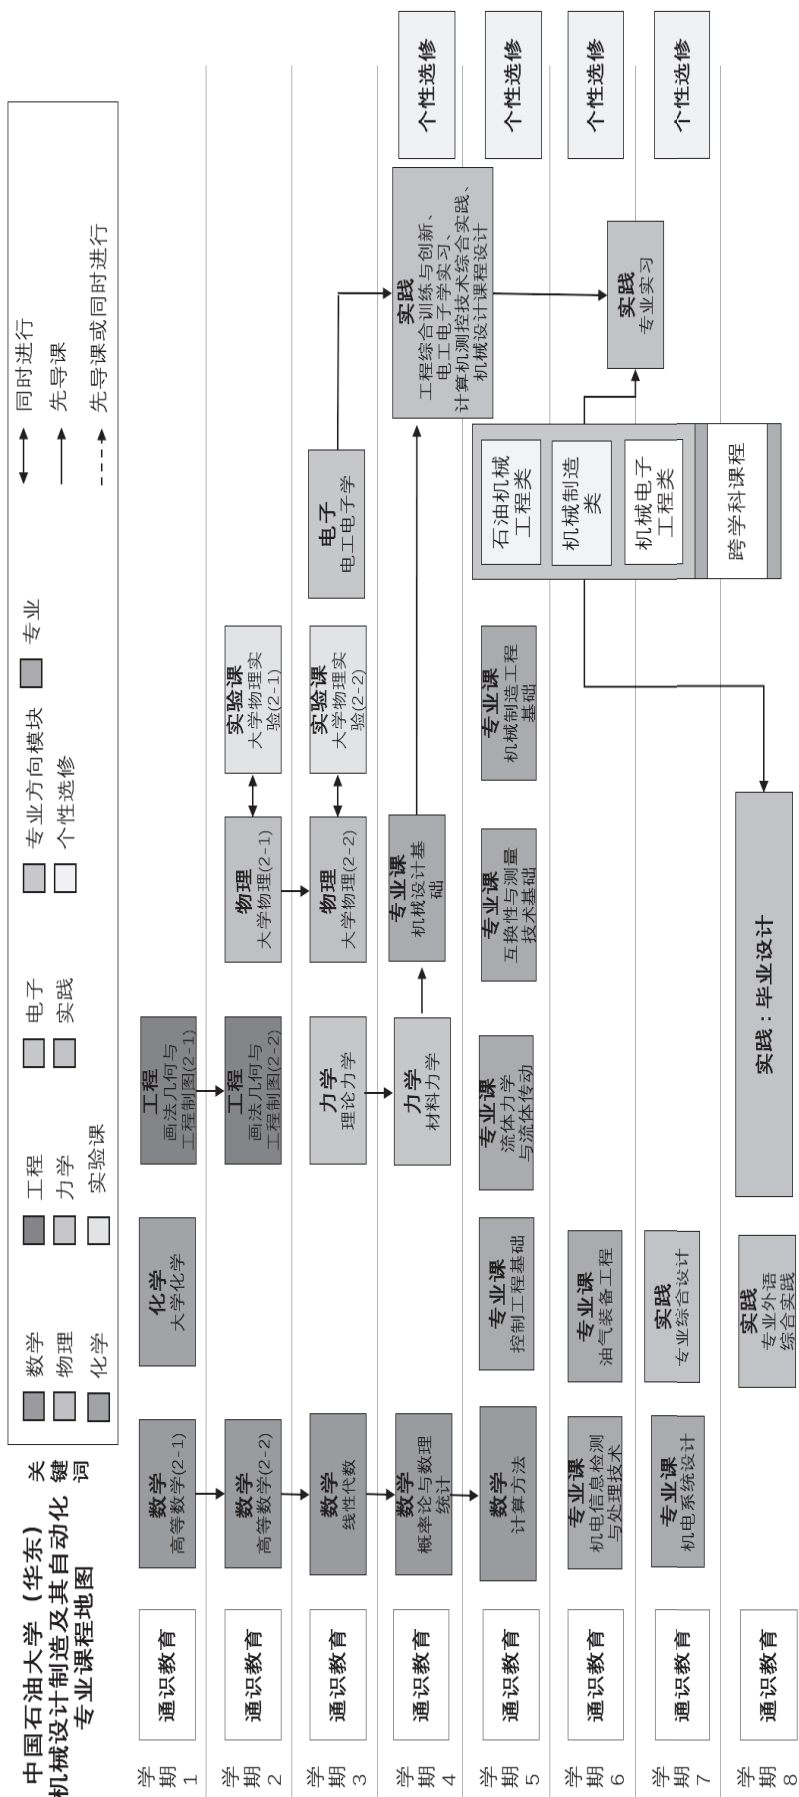 中国石油大学（华东）
机械设计制造及其自动化
专业课程地图
关
键
词
数学
工程
电子
专业方向模块
专业
物理
力学
实践
个性选修
化学
实验课
同时进行
先导课
先导课或同时进行
学
期
1
通识教育
数学
高等数学(2-1)
化学
大学化学
工程
画法几何与
工程制图(2-1)
学
期
2
通识教育
数学
高等数学(2-2)
工程
画法几何与
工程制图(2-2)
物理
大学物理(2-1)
实验课
大学物理实
验(2-1)
学
期
3
通识教育
数学
线性代数
力学
理论力学
物理
大学物理(2-2)
实验课
大学物理实
验(2-2)
电子
电工电子学
学
期
4
通识教育
数学
概率论与数理
统计
力学
材料力学
专业课
机械设计基
础
实践
工程综合训练与创新、
电工电子学实习、
计算机测控技术综合实践、
机械设计课程设计
个性选修
学
期
5
通识教育
数学
计算方法
专业课
控制工程基础
专业课
流体力学
与流体传动
专业课
互换性与测量
技术基础
专业课
机械制造工程
基础
石油机械
工程类
个性选修
学
期
6
通识教育
专业课
机电信息检测
与处理技术
专业课
油气装备工程
机械制造
类
实践
专业实习
个性选修
学
期
7
通识教育
专业课
机电系统设计
实践
专业综合设计
机械电子
工程类
个性选修
跨学科课程
学
期
8
通识教育
实践
专业外语
综合实践
实践：毕业设计